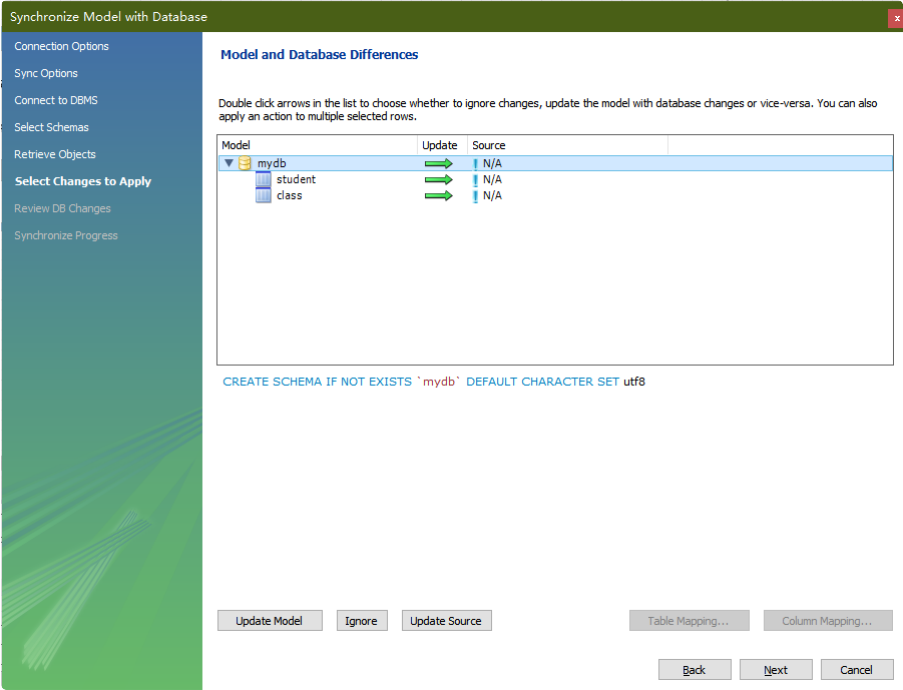 Synchronize Model with Database
x
Connection Options
Sync Options
Connect to DBMS
Select Schemas
Retrieve Objects
Select Changes to Apply
Review DB Changes
Synchronize Progress
Model and Database Differences
Double click arrows in the list to choose whether to ignore changes, update the model with database changes or vice-versa. You can also
apply an action to multiple selected rows.
Model Update Source
mydb N/A
student N/A
class N/A
CREATE SCHEMA IF NOT EXISTS `mydb` DEFAULT CHARACTER SET utf8
Update Model Ignore Update Source Table Mapping... Column Mapping...
Back Next Cancel